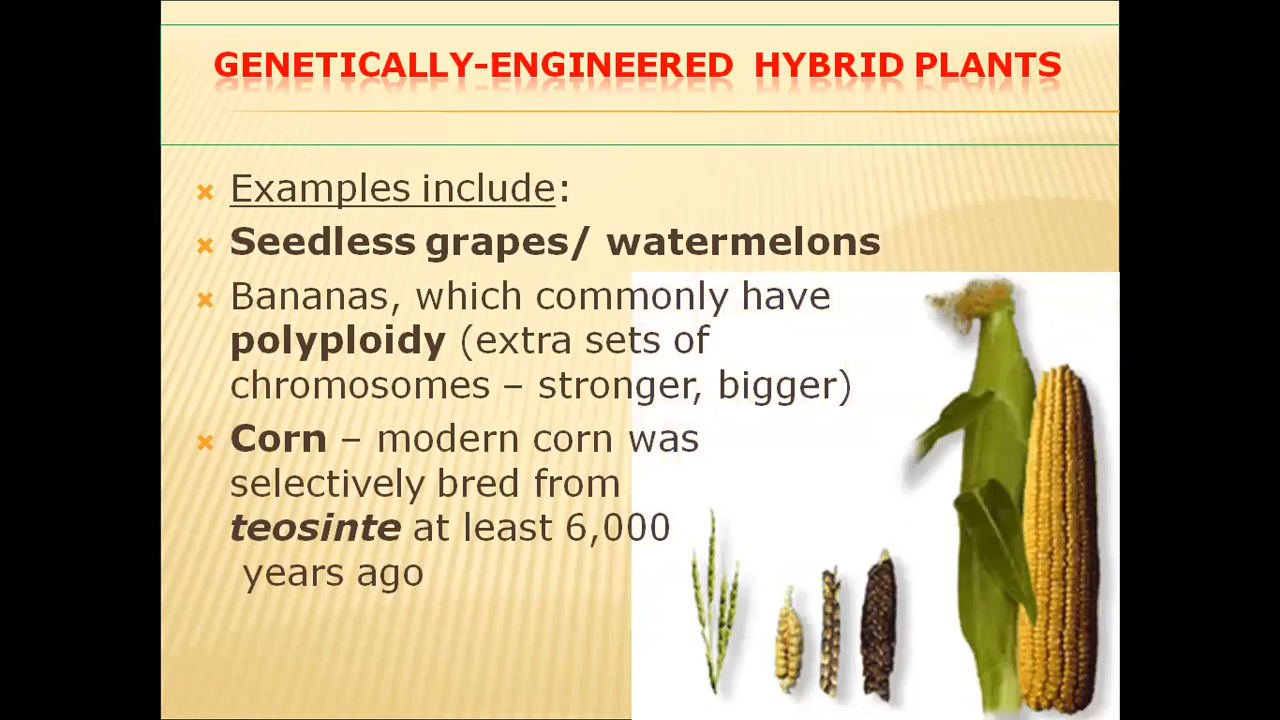 GENETICALLY-ENGINEERED HYBRID PLANTS
Examples include:
Seedless grapes/ watermelons
Bananas, which commonly have
polyploidy (extra sets of
chromosomes – stronger, bigger)
Corn – modern corn was
selectively bred from
teosinte at least 6,000
years ago